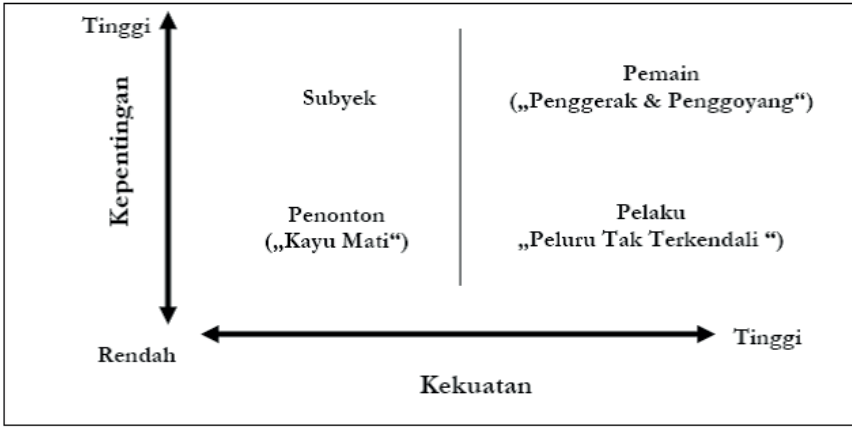 Tinggi
Kepentingan
Subyek
Pemain
(„Penggerak & Penggoyang“)
Penonton
(„Kayu Mati“)
Pelaku
„Peluru Tak Terkendali “)
Rendah
Tinggi
Kekuatan